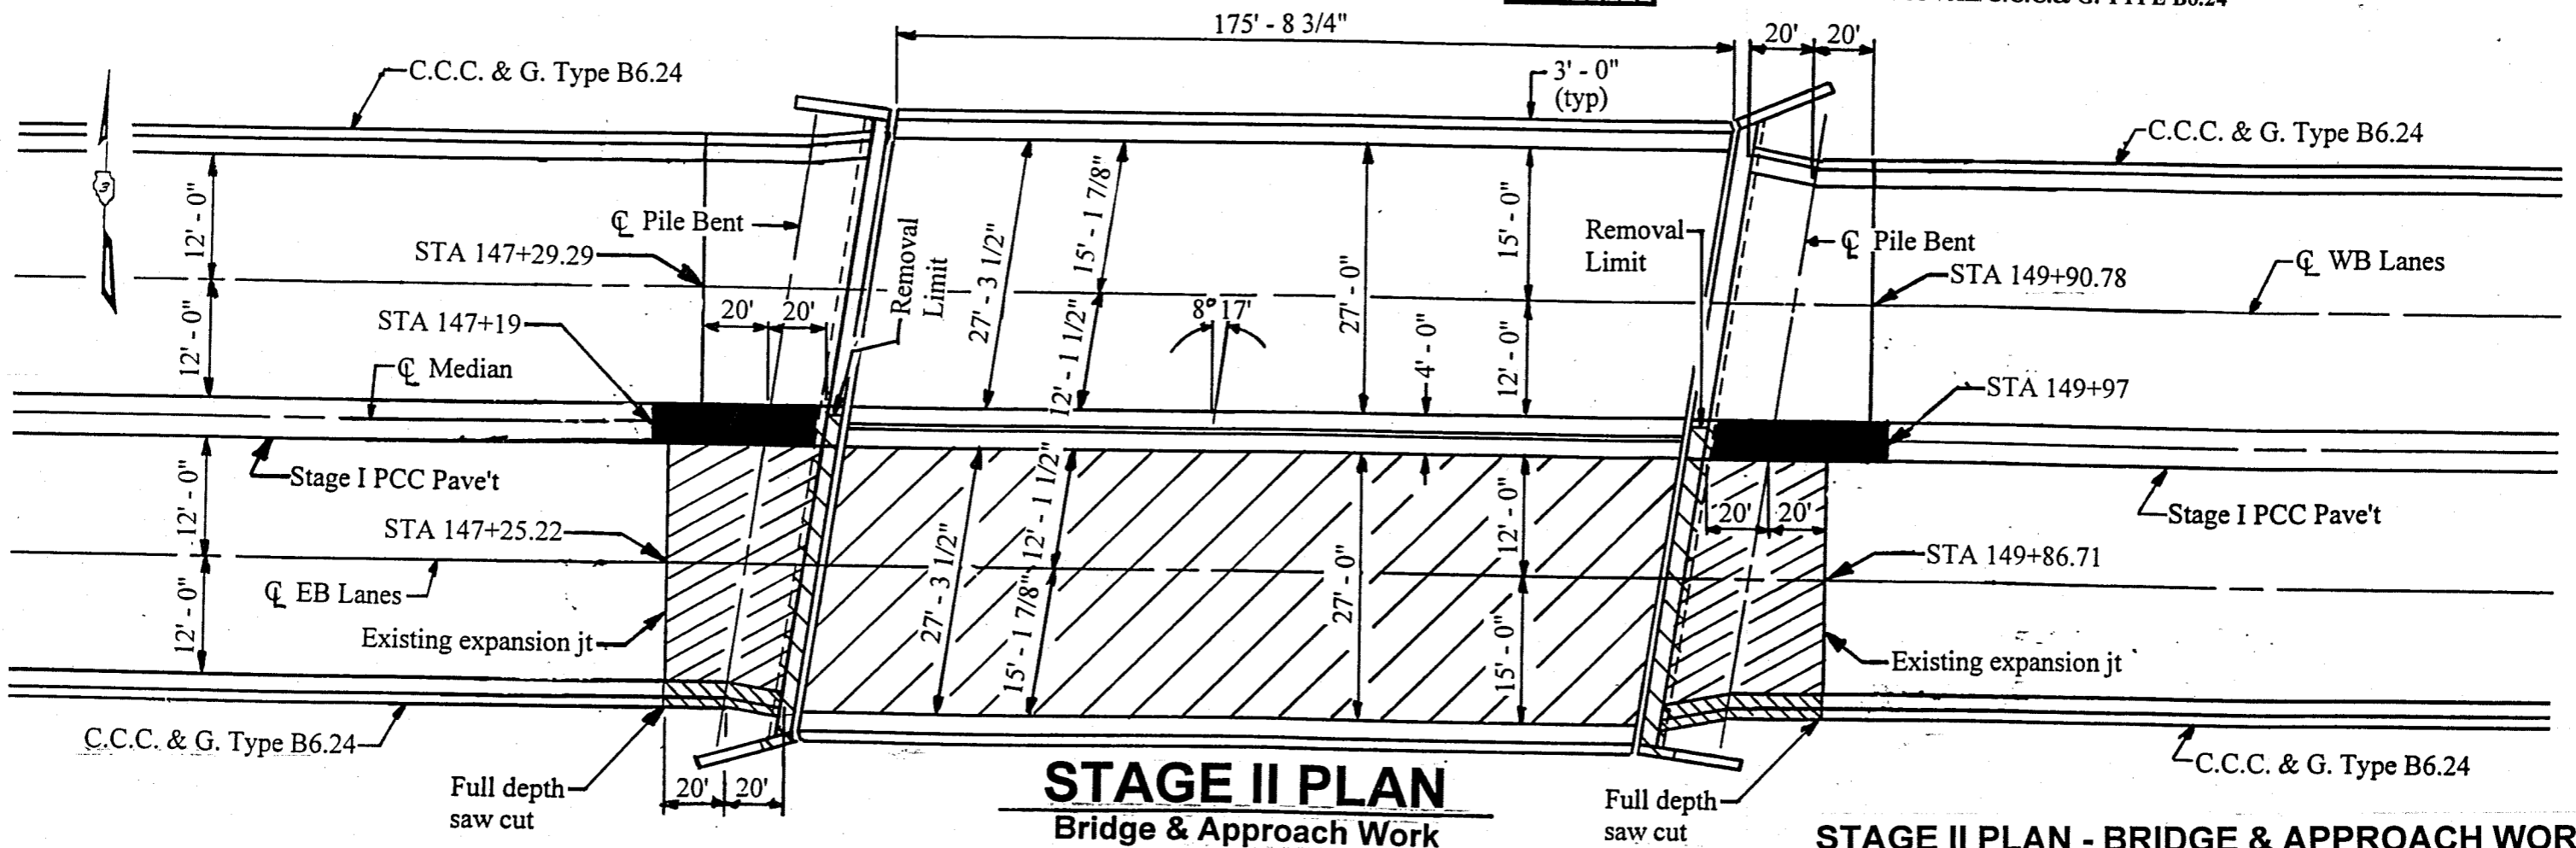 175' - 8 3/4"
20'
20'
3' - 0"
(typ)
C.C.C. & G. Type B6.24
C.C.C. & G. Type B6.24
3
12' - 0"
12' - 0"
℄ Pile Bent
STA 147+29.29
Removal
Limit
27' - 3 1/2"
15' - 1 7/8"
12' - 1 1/2"
8° 17'
27' - 0"
15' - 0"
12' - 0"
4' - 0"
Removal
Limit
℄ Pile Bent
STA 149+90.78
℄ WB Lanes
20'
20'
STA 147+19
℄ Median
STA 149+97
Stage I PCC Pave't
12' - 0"
12' - 0"
STA 147+25.22
℄ EB Lanes
Existing expansion jt
27' - 3 1/2"
12' - 1 1/2"
15' - 1 7/8"
27' - 0"
12' - 0"
15' - 0"
20'
20'
Stage I PCC Pave't
STA 149+86.71
Existing expansion jt
C.C.C. & G. Type B6.24
C.C.C. & G. Type B6.24
Full depth
saw cut
20'
20'
Full depth
saw cut
STAGE II PLAN
Bridge & Approach Work
STAGE II PLAN - BRIDGE & APPROACH WOR